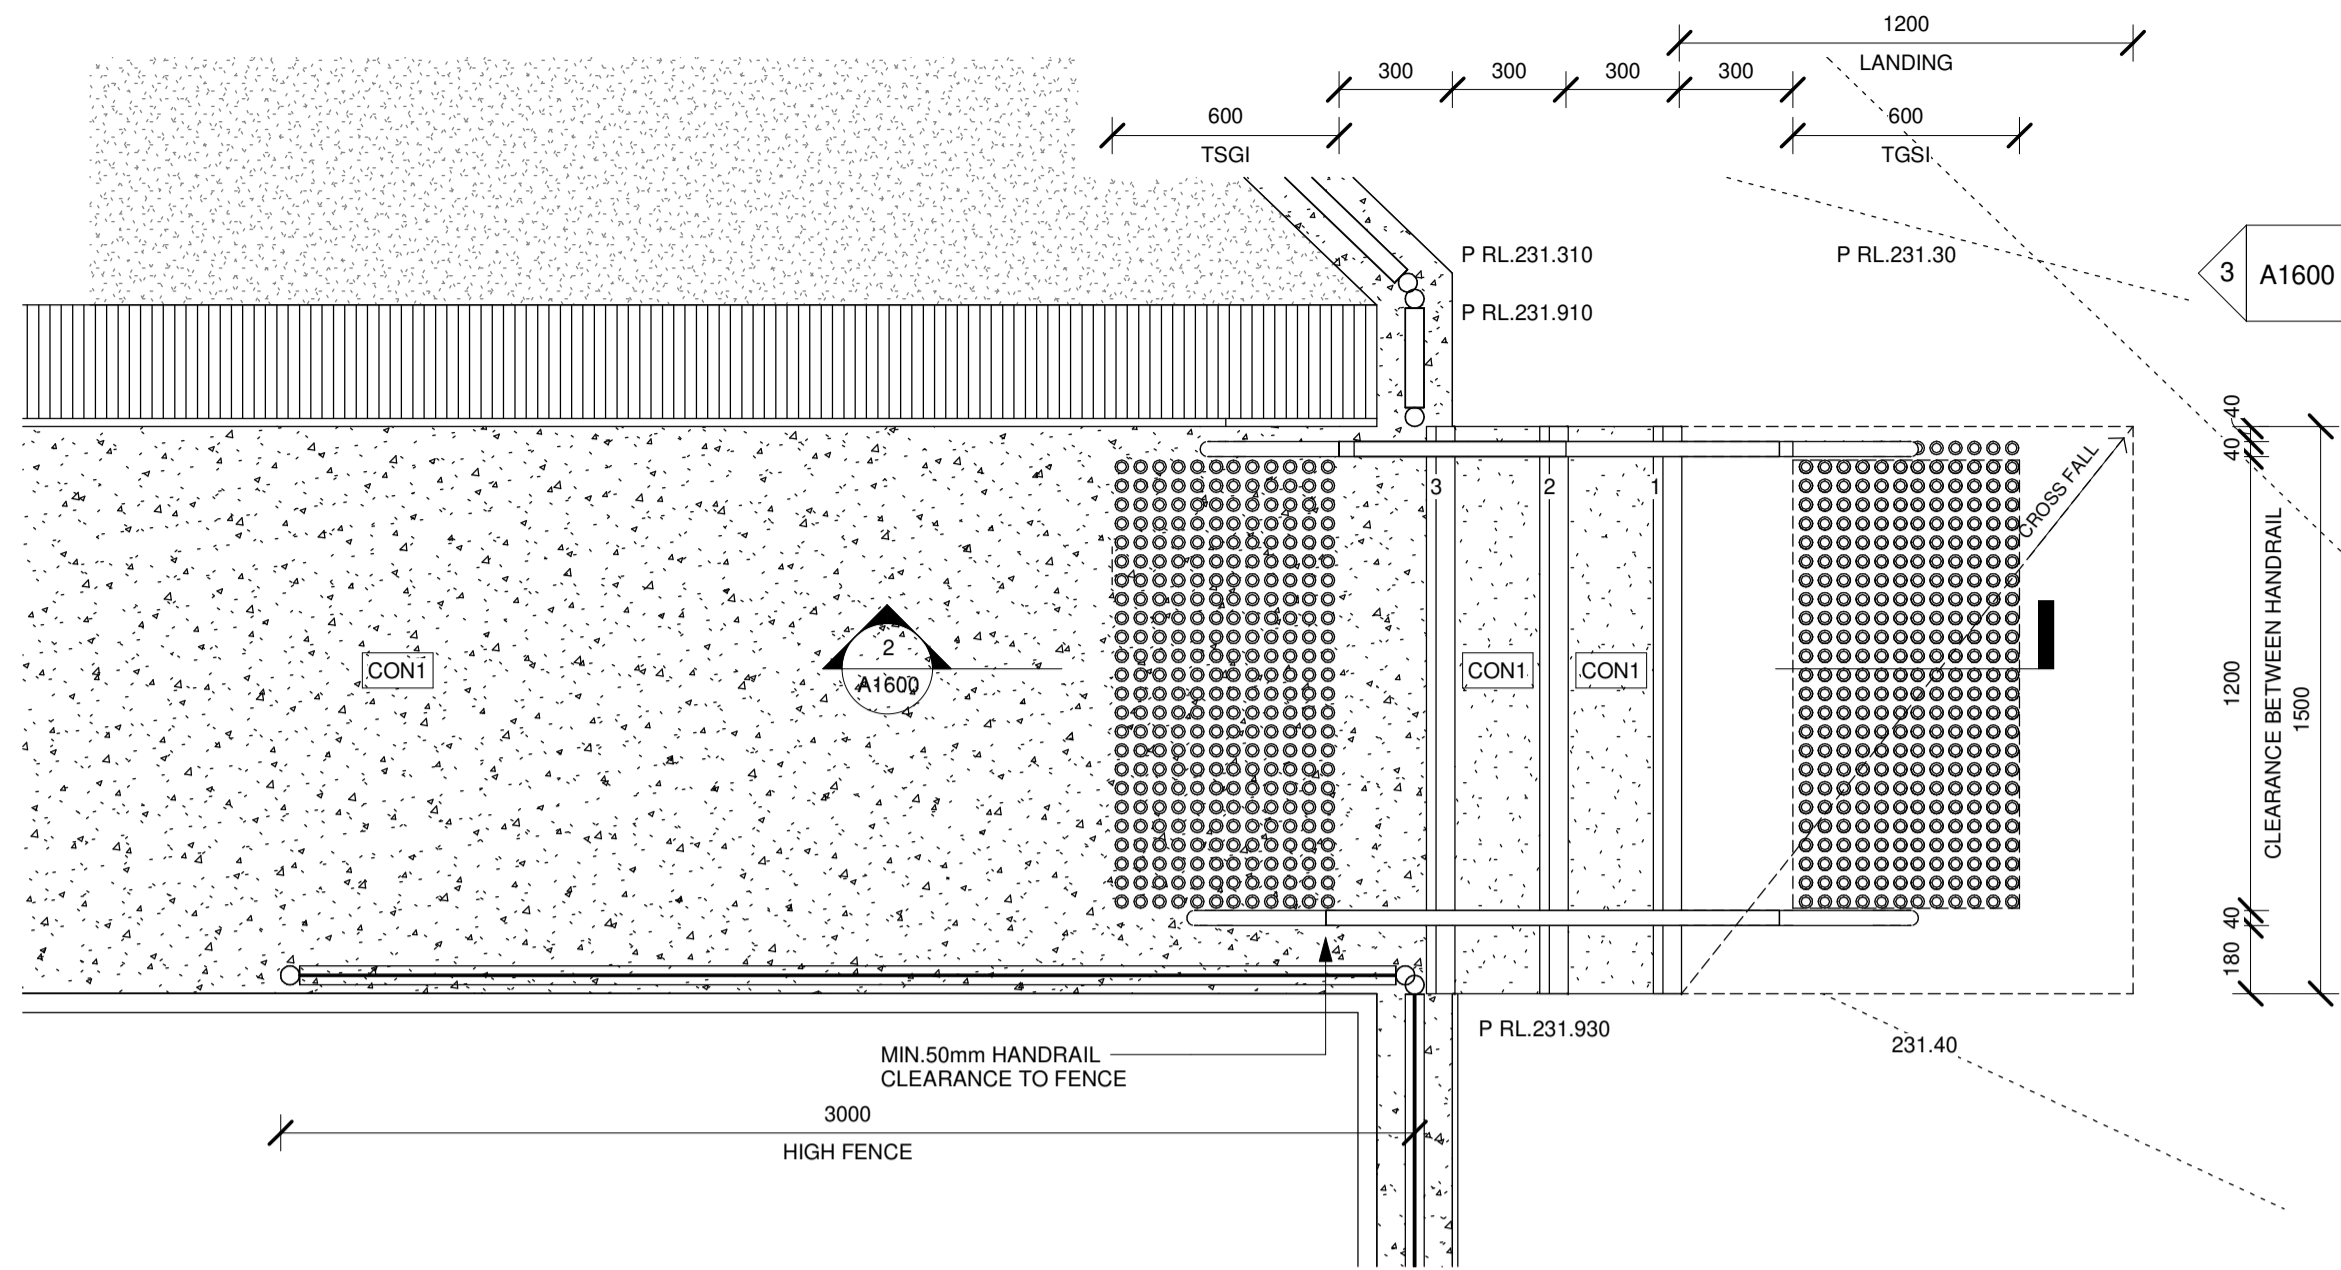 1200
LANDING
300 300 300 300
600
TSGI
600
TGSI
P RL.231.310
P RL.231.30
3 A1600
P RL.231.910
40
40
CROSS FALL
3 2 1
CLEARANCE BETWEEN HANDRAIL
1200
1500
2
A1600
CON1
CON1
CON1
40
180
P RL.231.930
231.40
MIN.50mm HANDRAIL
CLEARANCE TO FENCE
3000
HIGH FENCE